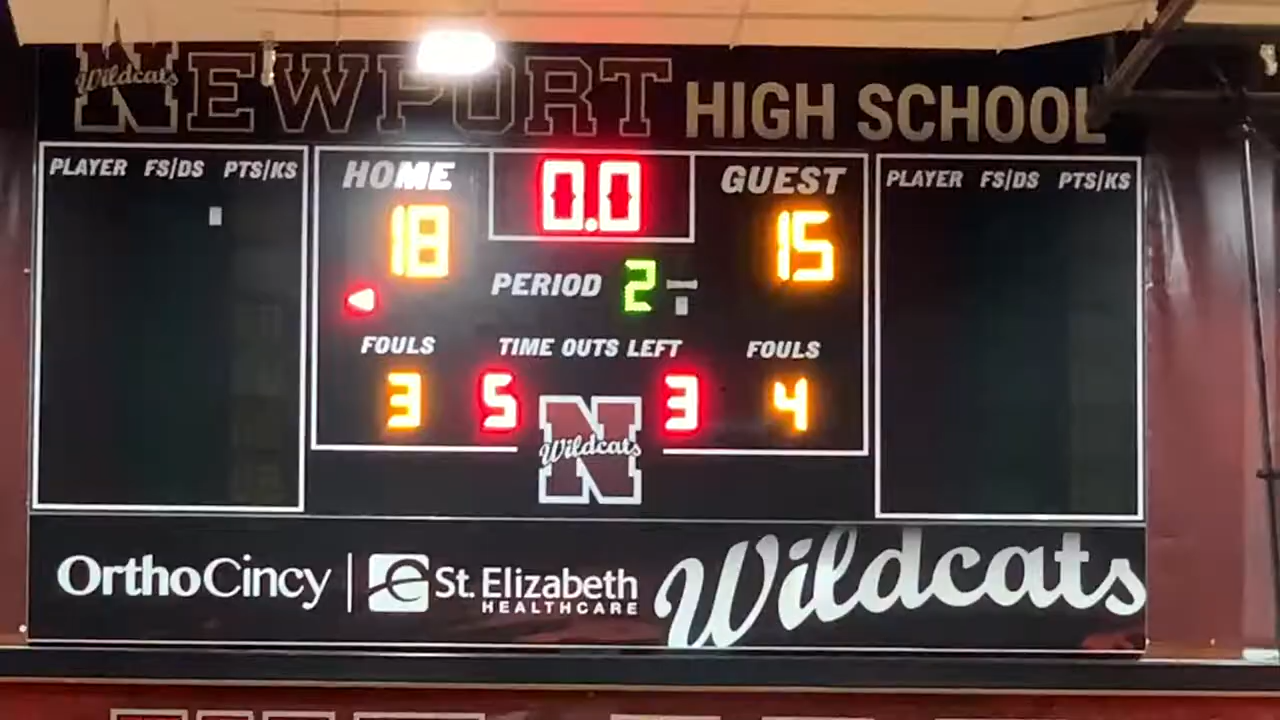 NEWPORT HIGH SCHOOL
Wildcats
PLAYER FS/DS PTS/KS
HOME 0.0 GUEST
PLAYER FS/DS PTS/KS
18 15
PERIOD 2
FOULS TIME OUTS LEFT FOULS
3 5 3 4
N
Wildcats
OrthoCincy | St. Elizabeth
HEALTHCARE
Wildcats